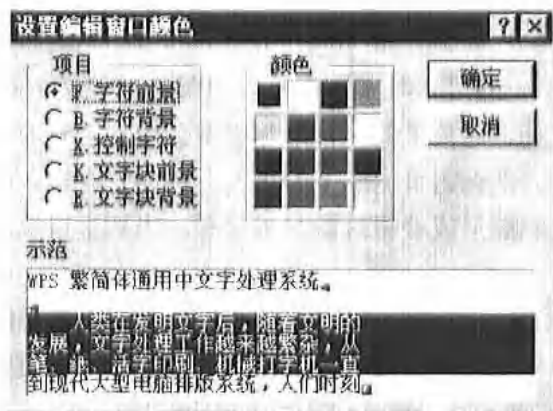 设置编辑窗口颜色
项目
F.字符前景
B.字符背景
X.控制字符
K.文字块前景
文字块背景
颜色
确定
取消
示范
WPS 繁简体通用中文字处理系统。
人类在发明文字后，随着文明的
发展，文字处理工作越来越繁杂，从
笔、纸、活字印刷、机械打字机一直
到现代大型电脑排版系统，人们时刻